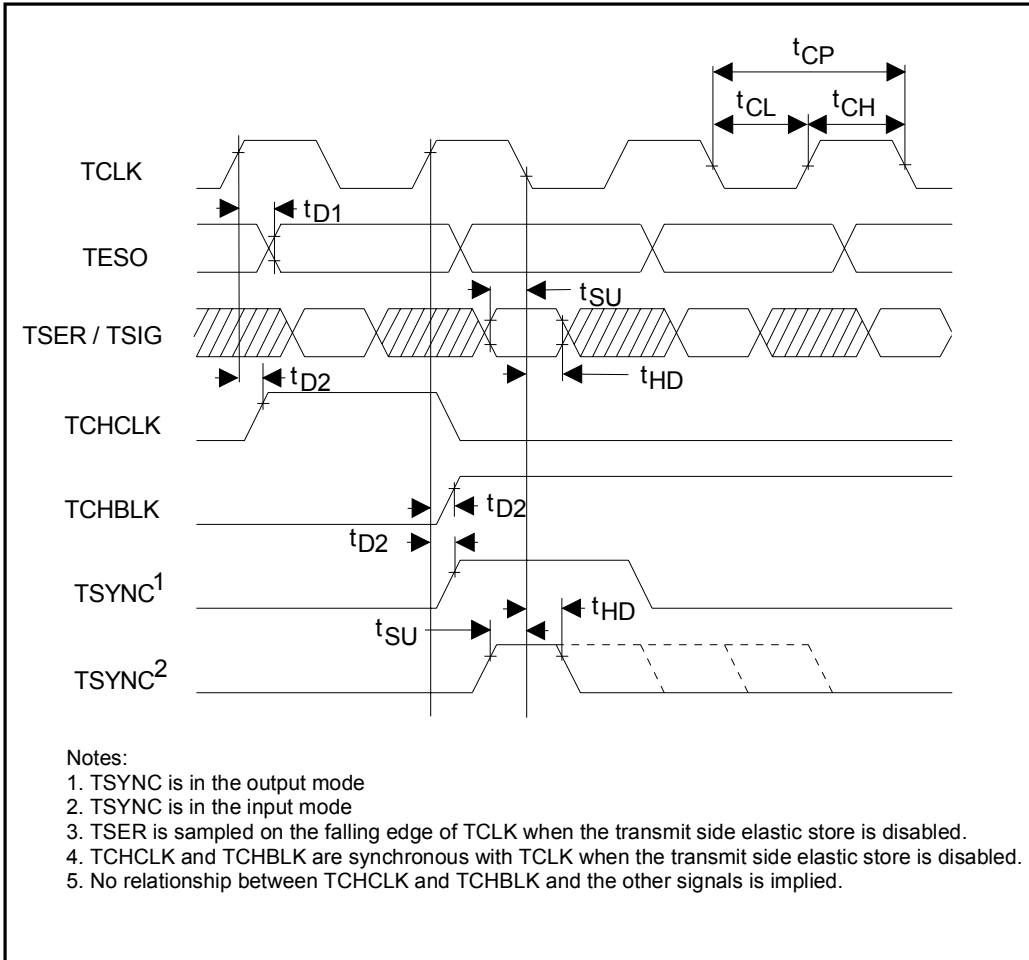 tCP
tCL
tCH
TCLK
tD1
TESO
tSU
TSER / TSIG
tHD
tD2
TCHCLK
TCHBLK
tD2
tD2
TSYNC1
tHD
tSU
TSYNC2
Notes:
1. TSYNC is in the output mode
2. TSYNC is in the input mode
3. TSER is sampled on the falling edge of TCLK when the transmit side elastic store is disabled.
4. TCHCLK and TCHBLK are synchronous with TCLK when the transmit side elastic store is disabled.
5. No relationship between TCHCLK and TCHBLK and the other signals is implied.